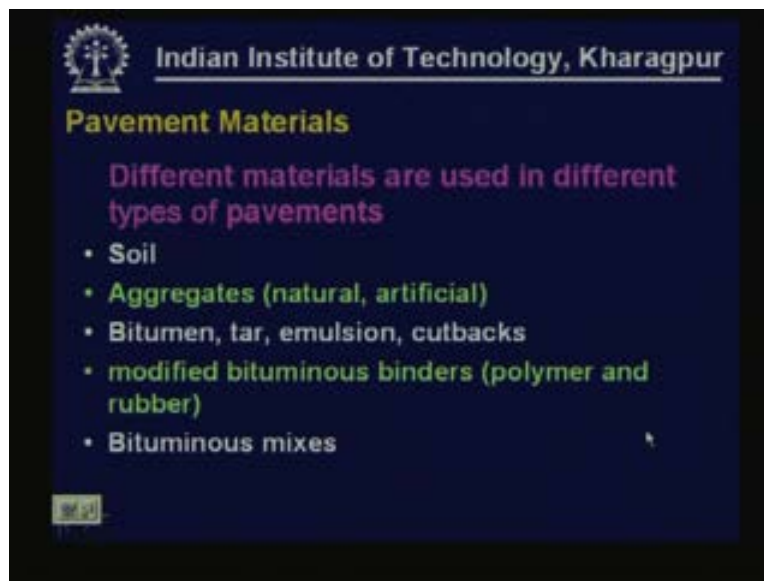 Indian Institute of Technology, Kharagpur
Pavement Materials
Different materials are used in different
types of pavements
• Soil
• Aggregates (natural, artificial)
• Bitumen, tar, emulsion, cutbacks
• modified bituminous binders (polymer and
rubber)
• Bituminous mixes